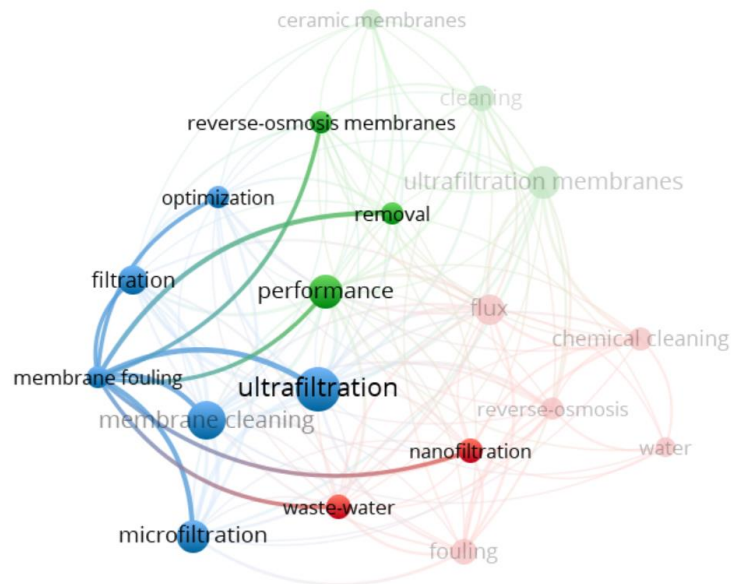 ceramic membranes
cleaning
reverse-osmosis membranes
ultrafiltration membranes
optimization
removal
filtration
performance
flux
chemical cleaning
membrane fouling
ultrafiltration
reverse-osmosis
membrane cleaning
water
nanofiltration
waste-water
microfiltration
fouling